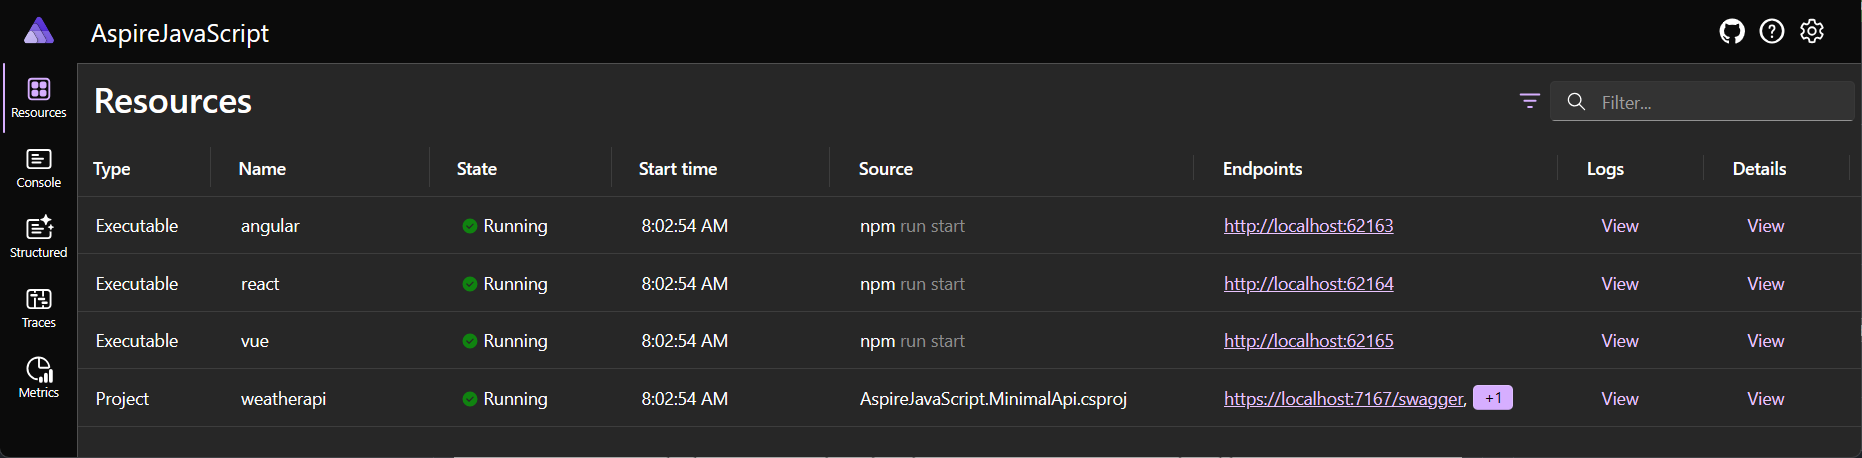 AspireJavaScript
Resources
Console
Structured
Traces
Metrics
Resources
Filter...
Type Name State Start time Source Endpoints Logs Details
Executable angular Running 8:02:54 AM npm run start http://localhost:62163 View View
Executable react Running 8:02:54 AM npm run start http://localhost:62164 View View
Executable vue Running 8:02:54 AM npm run start http://localhost:62165 View View
Project weatherapi Running 8:02:54 AM AspireJavaScript.MinimalApi.csproj https://localhost:7167/swagger, +1 View View